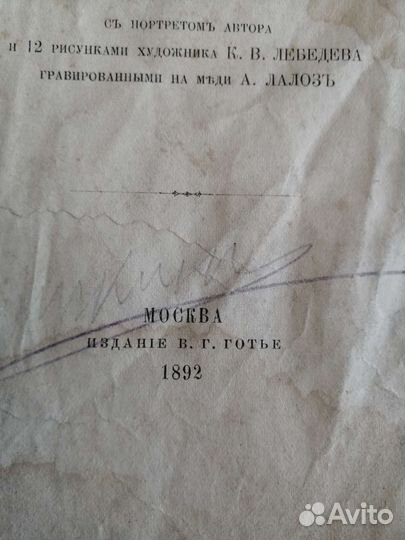 СЪ ПОРТРЕТОМЪ АВТОРА
И 12 РИСУНКАМИ ХУДОЖНИКА К. В. ЛЕБЕДЕВА
ГРАВИРОВАННЫМИ НА МѢДИ А. ЛАЛОЗЪ
МОСКВА
ИЗДАНІЕ В. Г. ГОТЬЕ
1892
Avito